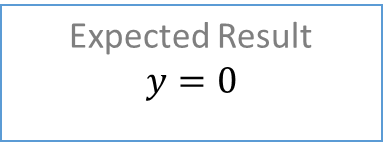 Expected Result
y = 0